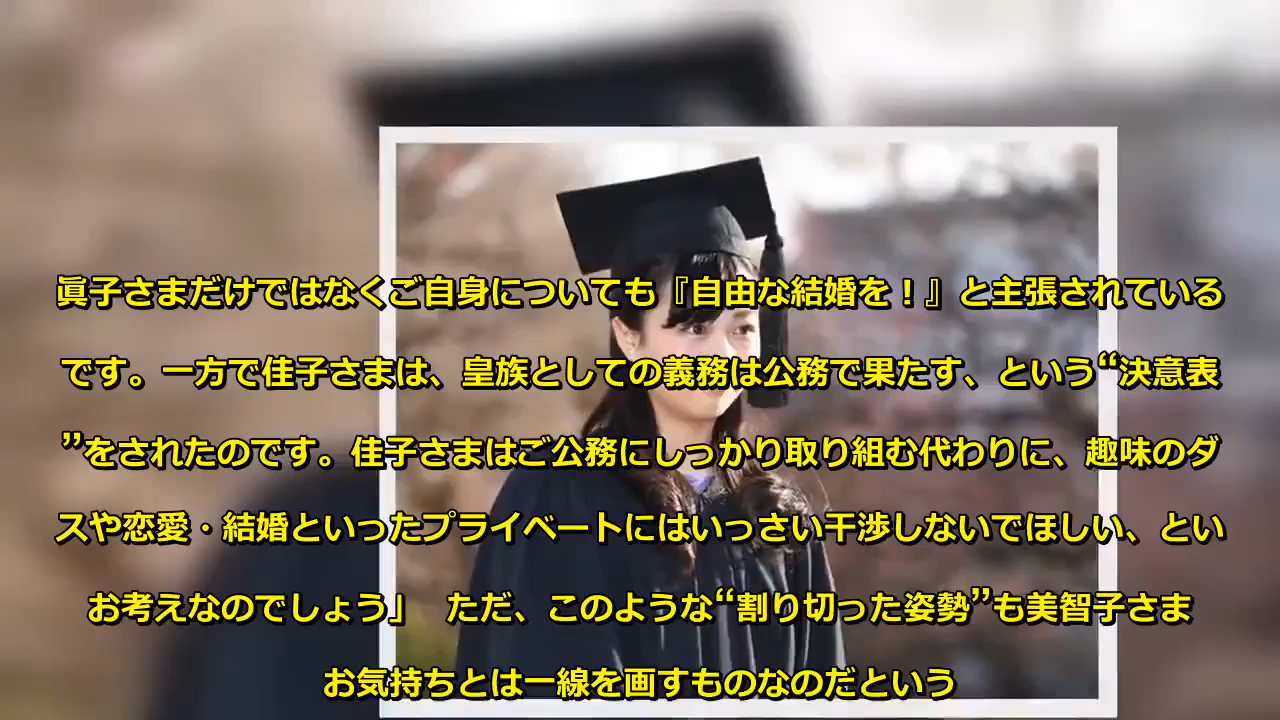 眞子さまだけではなくご自身についても『自由な結婚を！』と主張されている
です。一方で佳子さまは、皇族としての義務は公務で果たす、という“決意表
”をされたのです。佳子さまはご公務にしっかり取り組む代わりに、趣味のダ
スや恋愛・結婚といったプライベートにはいっさい干渉しないでほしい、とい
お考えなのでしょう」　ただ、このような“割り切った姿勢”も美智子さま
お気持ちとは一線を画すものなのだという